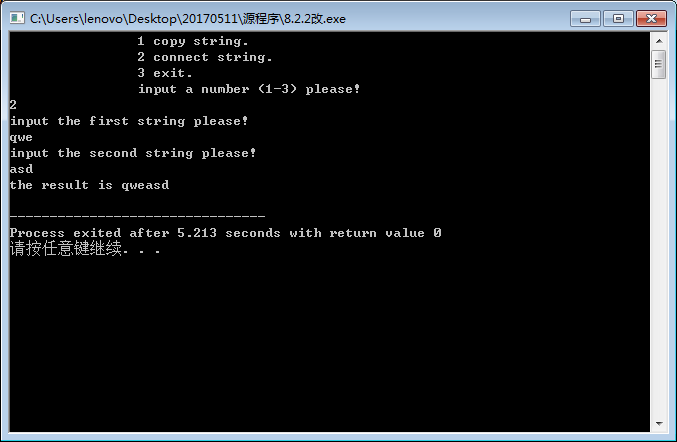 C:\Users\lenovo\Desktop\20170511\源程序\8.2.2改.exe
1 copy string.
2 connect string.
3 exit.
input a number (1-3) please!
2
input the first string please!
qwe
input the second string please!
asd
the result is qweasd
--------------------------------
Process exited after 5.213 seconds with return value 0
请按任意键继续. . .